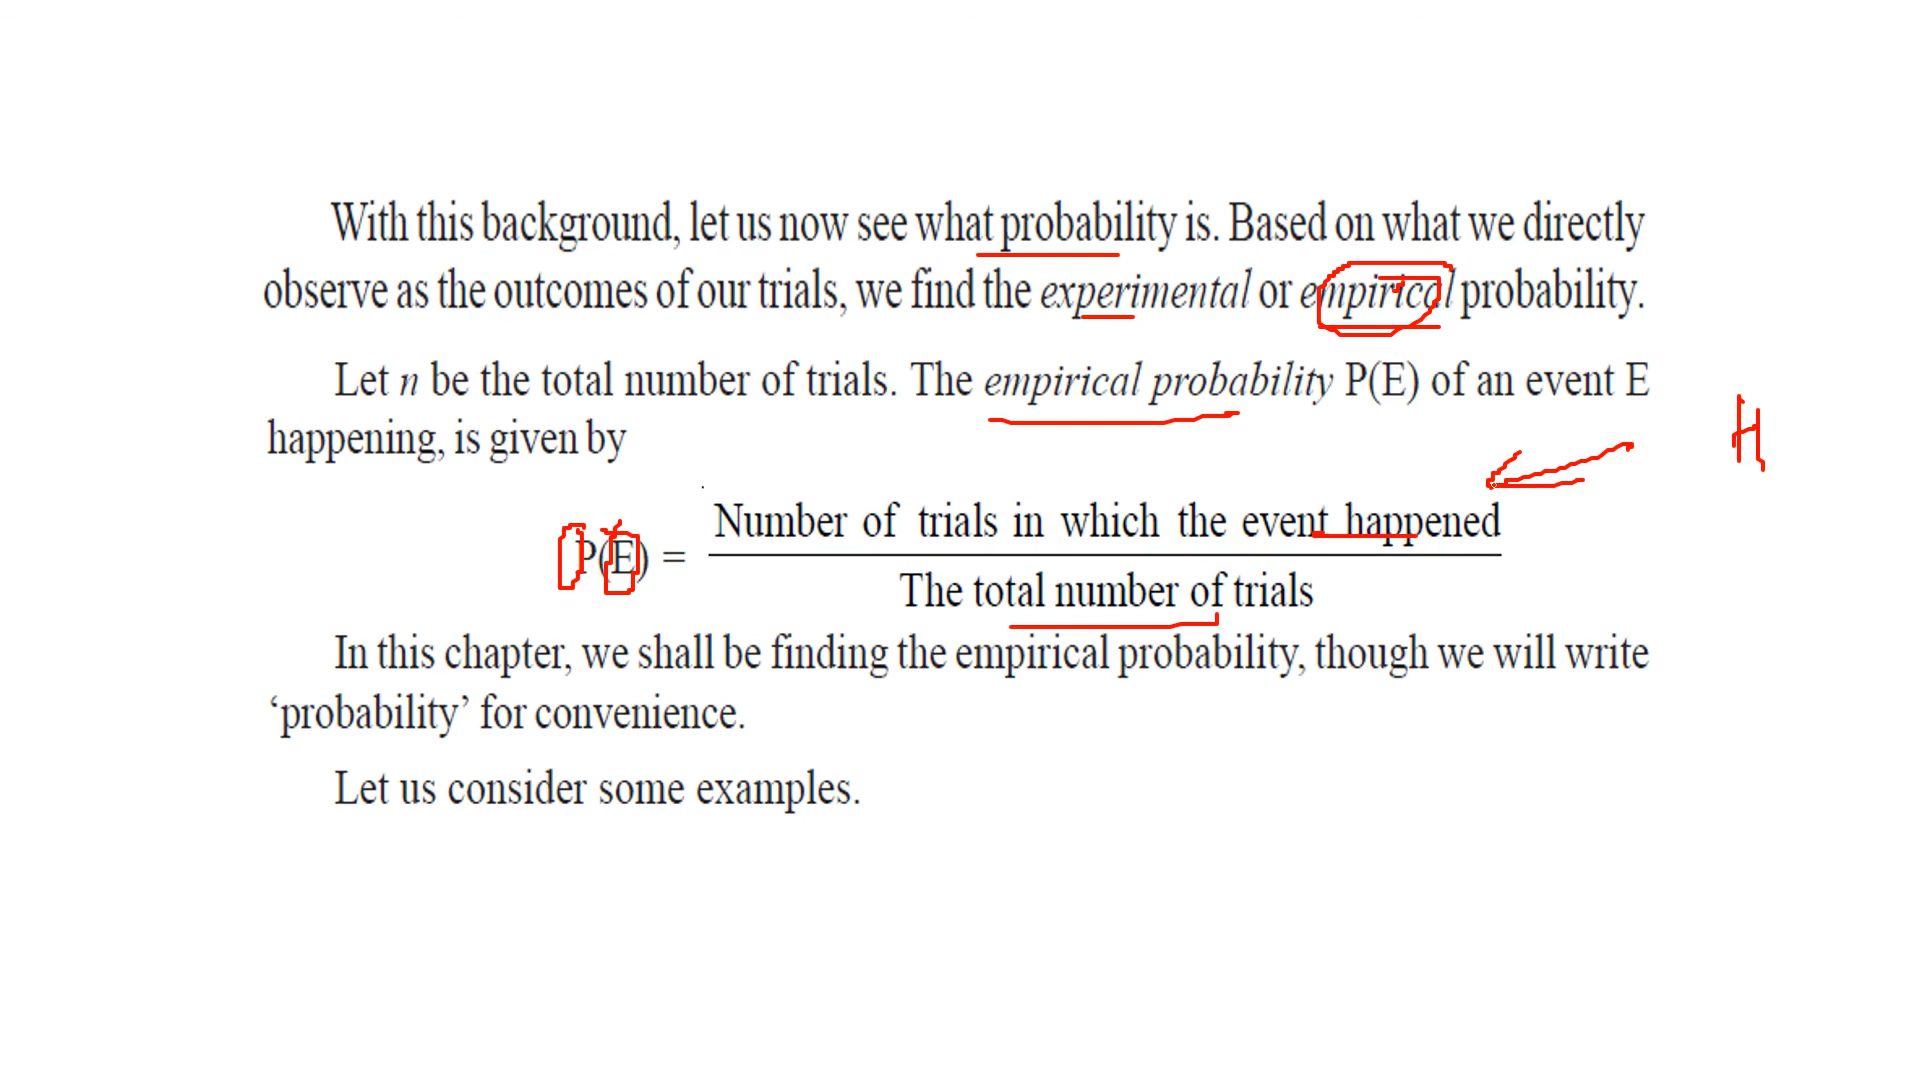 With this background, let us now see what probability is. Based on what we directly
observe as the outcomes of our trials, we find the experimental or empirical probability.
Let n be the total number of trials. The empirical probability P(E) of an event E
happening, is given by
H
P(E) = Number of trials in which the event happened
The total number of trials
In this chapter, we shall be finding the empirical probability, though we will write
‘probability’ for convenience.
Let us consider some examples.